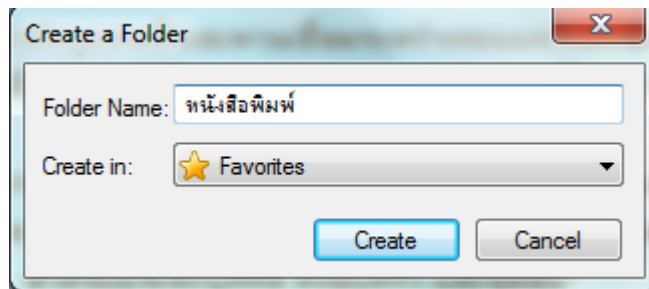 Create a Folder
Folder Name: หนังสือพิมพ์
Create in: Favorites
Create Cancel